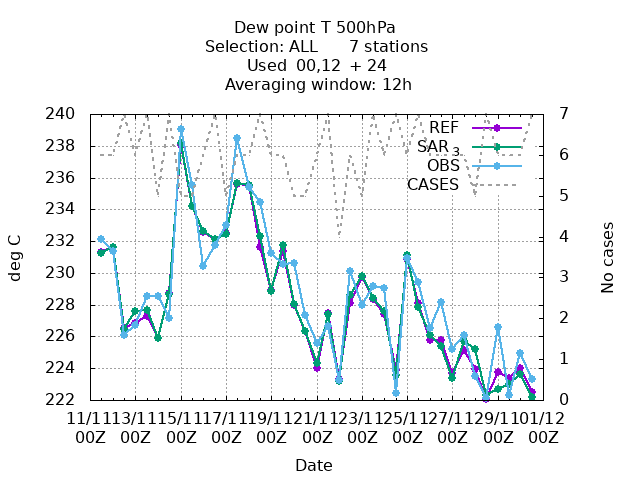 Dew point T 500hPa
Selection: ALL 7 stations
Used 00,12 + 24
Averaging window: 12h
240
238
236
234
232
230
228
226
224
222
deg C
7
6
5
4
3
2
1
0
No cases
REF
SAR 3
OBS
CASES
11/11 13/11 15/11 17/11 19/11 21/11 23/11 25/11 27/11 29/11 01/12
00Z 00Z 00Z 00Z 00Z 00Z 00Z 00Z 00Z 00Z 00Z
Date